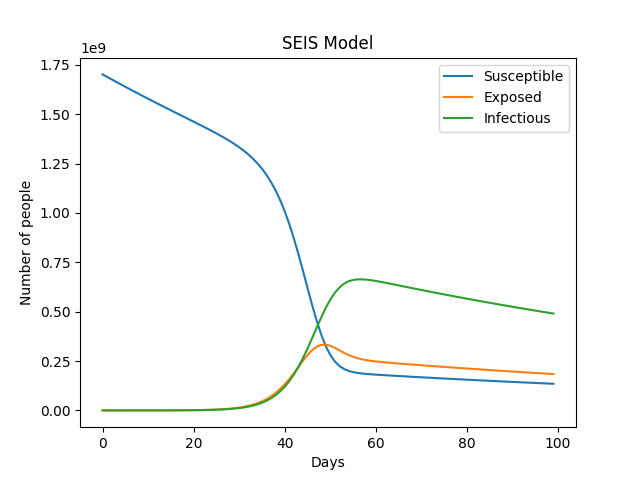 SEIS Model
1e9
1.75
1.50
1.25
1.00
0.75
0.50
0.25
0.00
Number of people
Susceptible
Exposed
Infectious
0 20 40 60 80 100
Days